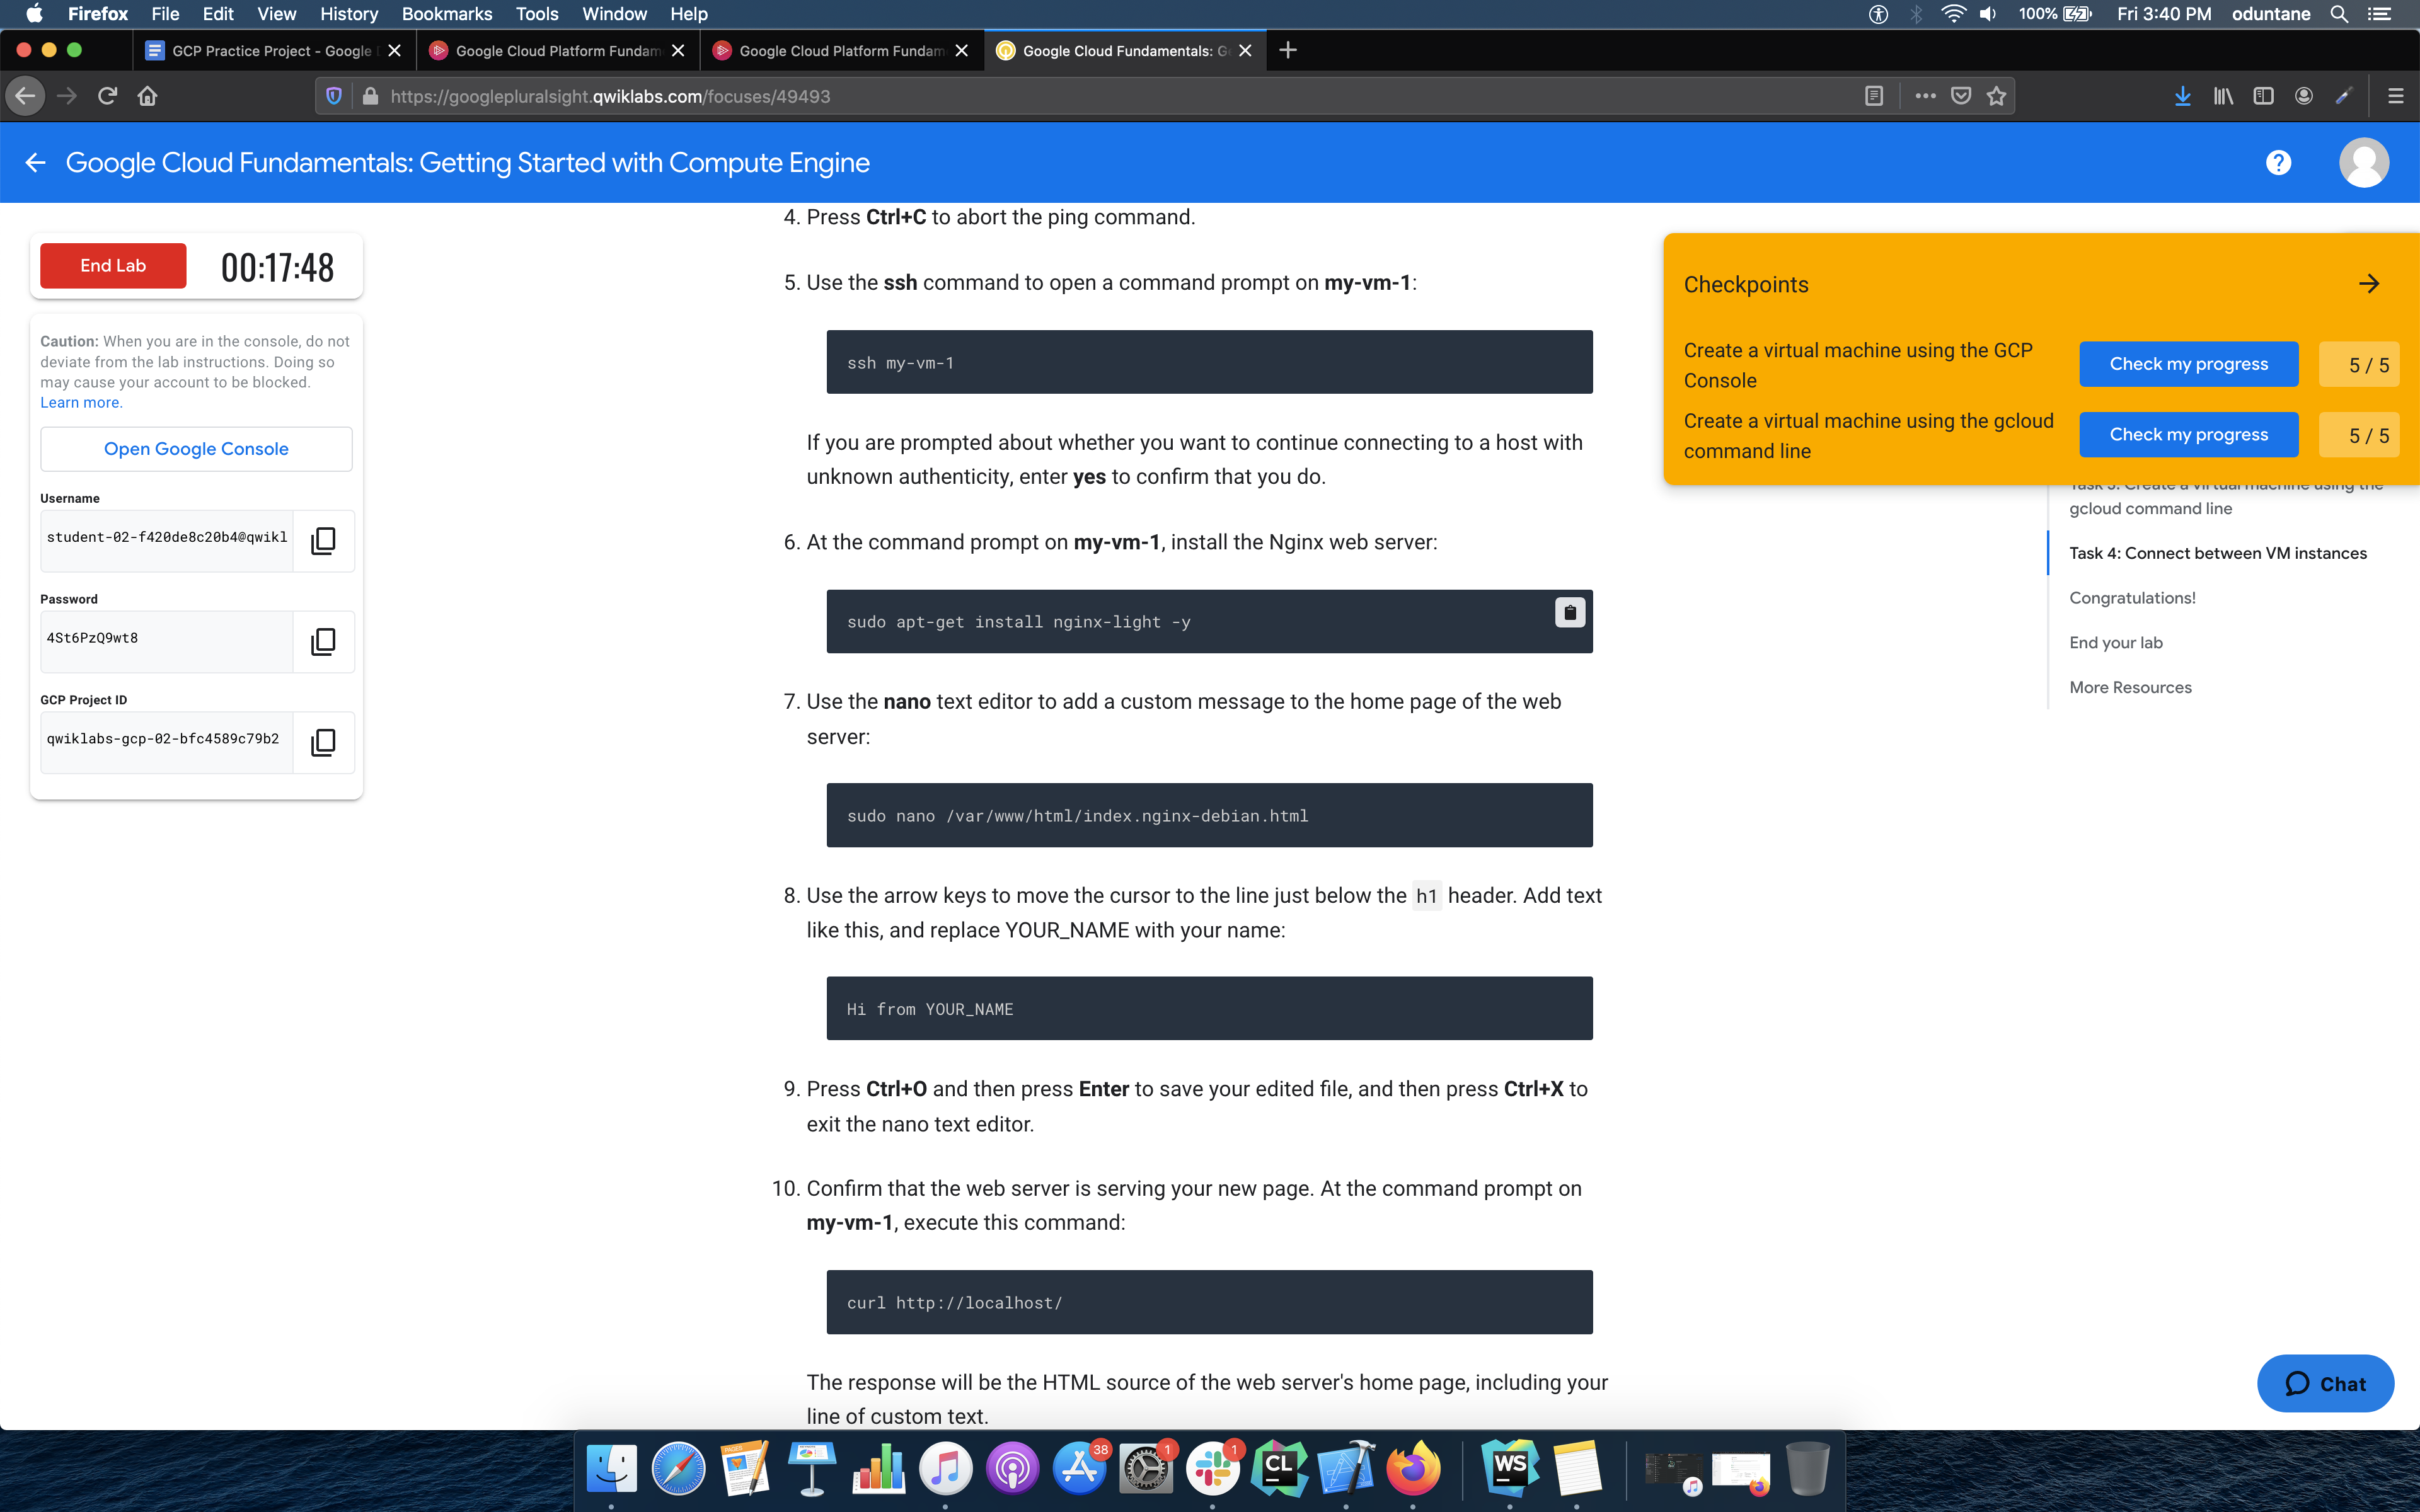 Firefox File Edit View History Bookmarks Tools Window Help 100% Fri 3:40 PM oduntane
GCP Practice Project - Google
Google Cloud Platform Fundam
Google Cloud Platform Fundam
Google Cloud Fundamentals: G
https://googlepluralsight.qwiklabs.com/focuses/49493
Google Cloud Fundamentals: Getting Started with Compute Engine
End Lab 00:17:48
Caution: When you are in the console, do not
deviate from the lab instructions. Doing so
may cause your account to be blocked.
Learn more.
Open Google Console
Username
student-02-f420de8c20b4@qwikl
Password
4St6PzQ9wt8
GCP Project ID
qwiklabs-gcp-02-bfc4589c79b2
4. Press Ctrl+C to abort the ping command.
5. Use the ssh command to open a command prompt on my-vm-1:
ssh my-vm-1
If you are prompted about whether you want to continue connecting to a host with
unknown authenticity, enter yes to confirm that you do.
6. At the command prompt on my-vm-1, install the Nginx web server:
sudo apt-get install nginx-light -y
7. Use the nano text editor to add a custom message to the home page of the web
server:
sudo nano /var/www/html/index.nginx-debian.html
8. Use the arrow keys to move the cursor to the line just below the h1 header. Add text
like this, and replace YOUR_NAME with your name:
Hi from YOUR_NAME
9. Press Ctrl+O and then press Enter to save your edited file, and then press Ctrl+X to
exit the nano text editor.
10. Confirm that the web server is serving your new page. At the command prompt on
my-vm-1, execute this command:
curl http://localhost/
The response will be the HTML source of the web server's home page, including your
line of custom text.
Checkpoints
Create a virtual machine using the GCP
Console
Check my progress 5 / 5
Create a virtual machine using the gcloud
command line
Check my progress 5 / 5
Task 3: Create a virtual machine using the
gcloud command line
Task 4: Connect between VM instances
Congratulations!
End your lab
More Resources
Chat
PAGES
38
1
1
CL
WS